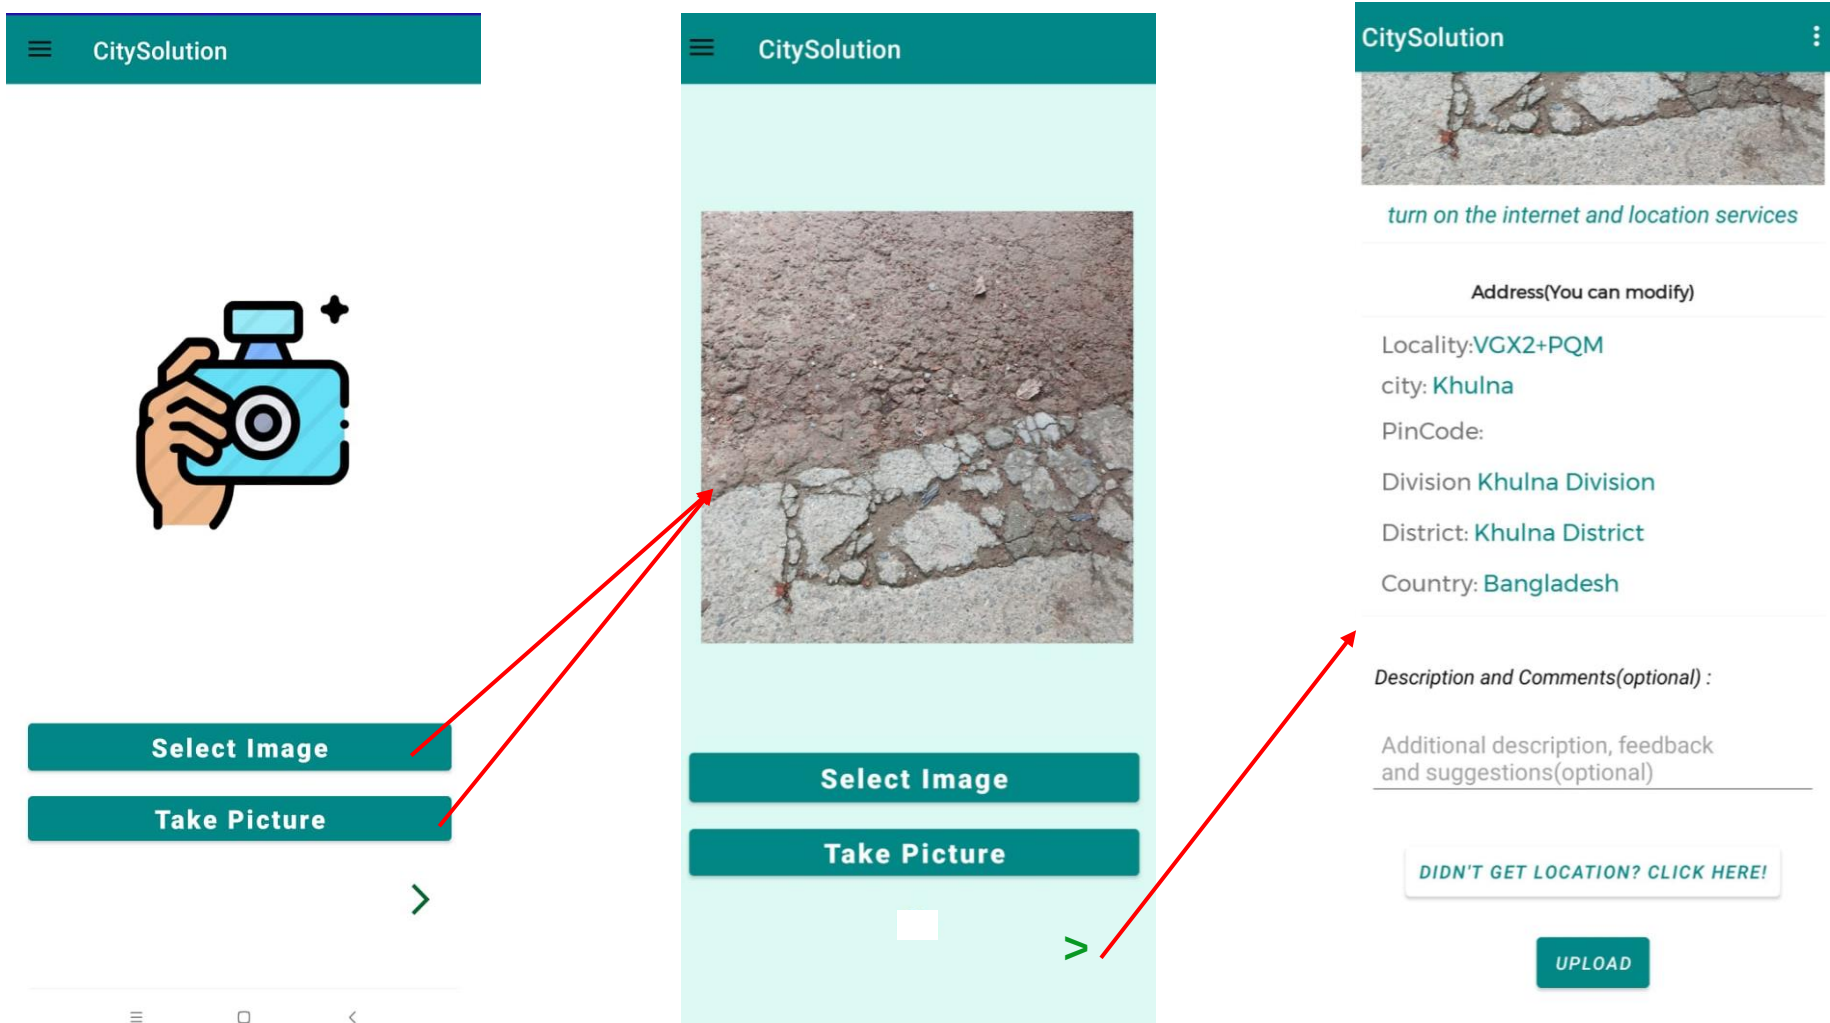 CitySolution
Select Image
Take Picture
CitySolution
Select Image
Take Picture
>
CitySolution
turn on the internet and location services
Address(You can modify)
Locality:VGX2+PQM
city: Khulna
PinCode:
Division Khulna Division
District: Khulna District
Country: Bangladesh
Description and Comments(optional) :
Additional description, feedback
and suggestions(optional)
DIDN'T GET LOCATION? CLICK HERE!
UPLOAD